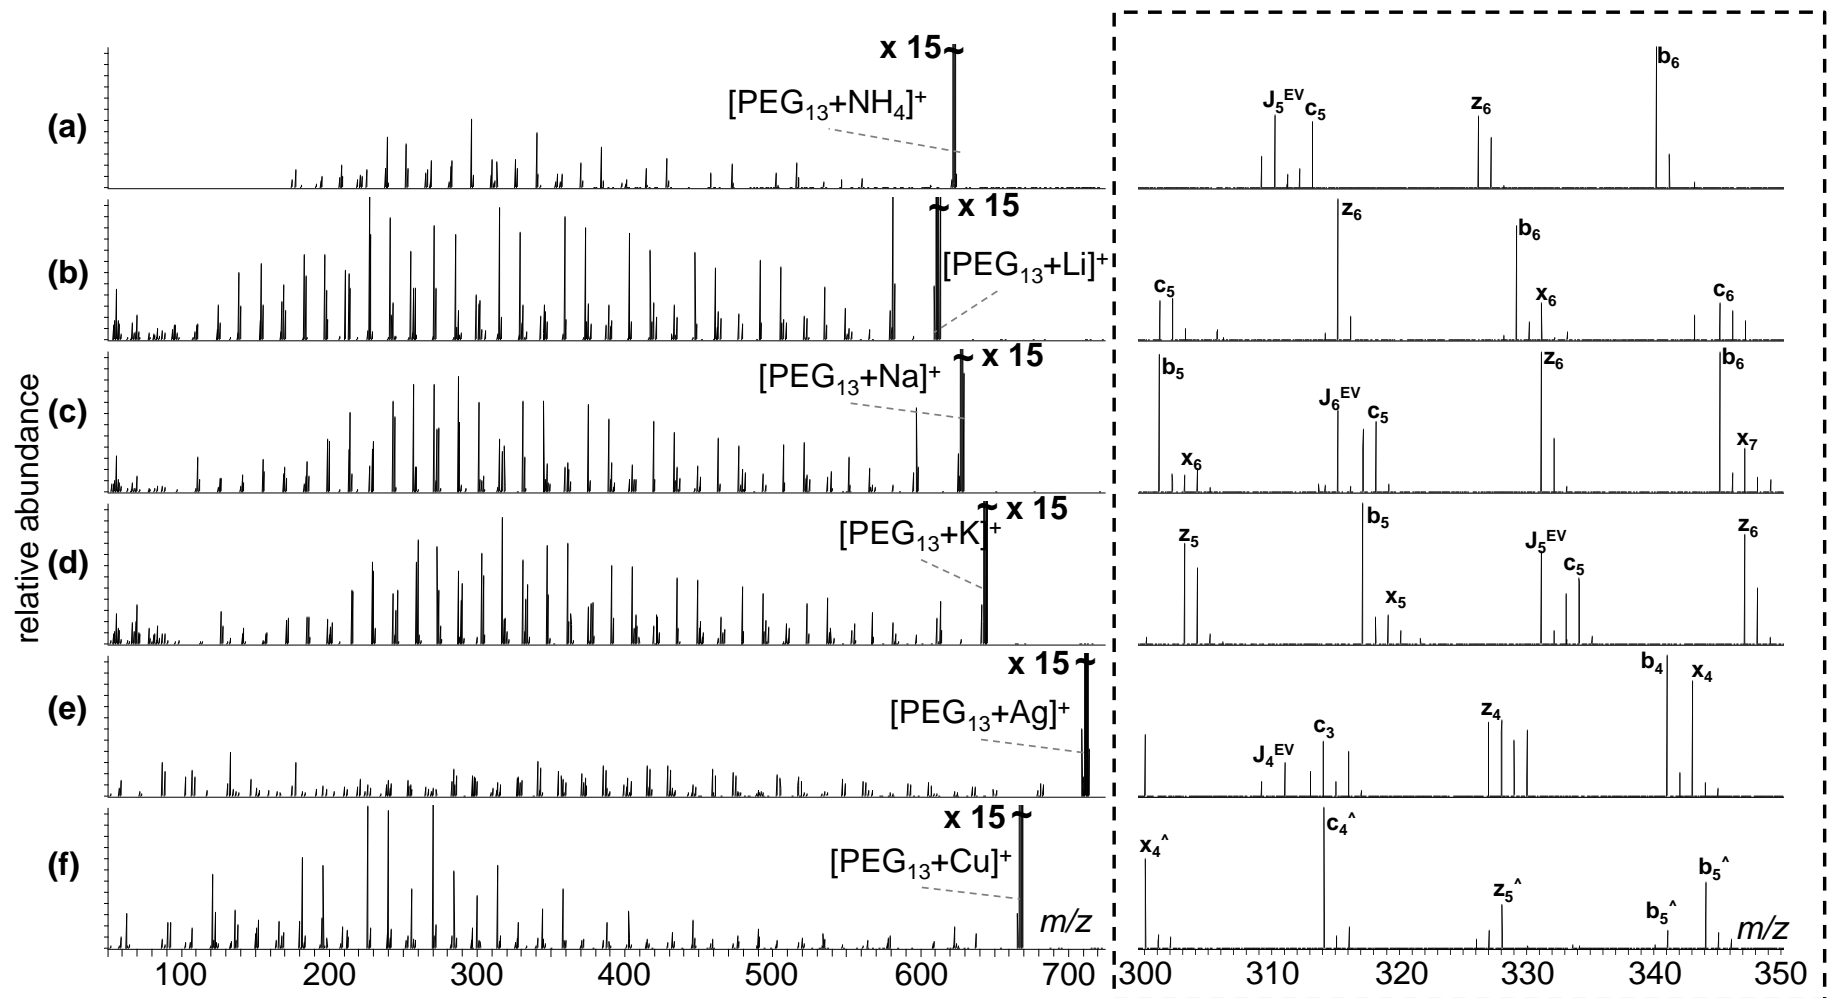 relative abundance
(a)
x 15~
[PEG₁₃+NH₄]⁺
J₅ᴱⱽ c₅ z₆ b₆
(b)
~ x 15
[PEG₁₃+Li]⁺
c₅ z₆ b₆ x₆ c₆
(c)
~ x 15
[PEG₁₃+Na]⁺
b₅ x₆ J₆ᴱⱽ c₅ z₆ b₆ x₇
(d)
~ x 15
[PEG₁₃+K]⁺
z₅ b₅ x₅ J₅ᴱⱽ c₅ z₆
(e)
x 15~
[PEG₁₃+Ag]⁺
J₄ᴱⱽ c₃ z₄ b₄ x₄
(f)
x 15~
[PEG₁₃+Cu]⁺
m/z
x₄^ c₄^ z₅^ b₅^ b₅^
m/z
100 200 300 400 500 600 700
300 310 320 330 340 350